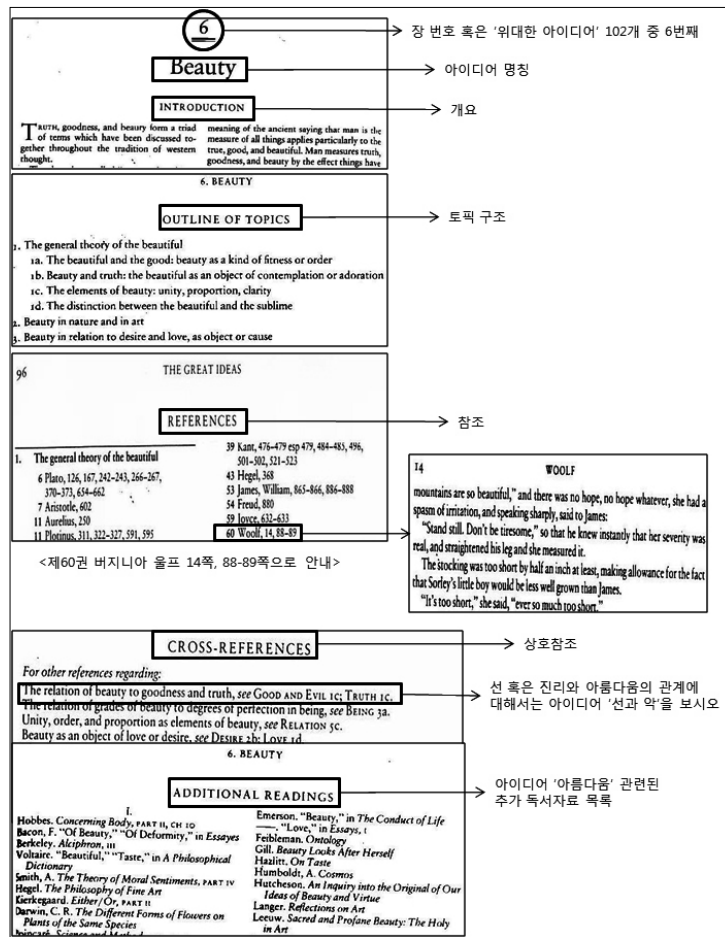 6
장 번호 혹은 '위대한 아이디어' 102개 중 6번째
Beauty
아이디어 명칭
INTRODUCTION
개요
TRUTH, goodness, and beauty form a triad
of terms which have been discussed to-
gether throughout the tradition of western
thought.
meaning of the ancient saying that man is the
measure of all things applies particularly to the
true, good, and beautiful. Man measures truth,
goodness, and beauty by the effect things have
6. BEAUTY
OUTLINE OF TOPICS
토픽 구조
1. The general theory of the beautiful
1a. The beautiful and the good: beauty as a kind of fitness or order
1b. Beauty and truth: the beautiful as an object of contemplation or adoration
1c. The elements of beauty: unity, proportion, clarity
1d. The distinction between the beautiful and the sublime
2. Beauty in nature and in art
3. Beauty in relation to desire and love, as object or cause
96
THE GREAT IDEAS
REFERENCES
참조
1. The general theory of the beautiful
6 Plato, 126, 167, 242-243, 266-267,
370-373, 654-662
7 Aristotle, 602
11 Aurelius, 250
11 Plotinus, 311, 322-327, 591, 595
39 Kant, 476-479 esp 479, 484-485, 496,
501-502, 521-523
43 Hegel, 368
53 James, William, 865-866, 886-888
54 Freud, 880
59 Joyce, 632-633
60 Woolf, 14, 88-89
<제60권 버지니아 울프 14쪽, 88-89쪽으로 안내>
14
WOOLF
mountains are so beautiful," and there was no hope, no hope whatever, she had a
spasm of irritation, and speaking sharply, said to James:
"Stand still. Don't be tiresome," so that he knew instantly that her severity was
real, and straightened his leg and she measured it.
The stocking was too short by half an inch at least, making allowance for the fact
that Sorley's little boy would be less well grown than James.
"It's too short," she said, "ever so much too short."
CROSS-REFERENCES
상호참조
For other references regarding:
The relation of beauty to goodness and truth, see GOOD AND EVIL 1c; TRUTH 1c.
The relation of grades of beauty to degrees of perfection in being, see BEING 3a.
Unity, order, and proportion as elements of beauty, see RELATION 5c.
Beauty as an object of love or desire, see DESIRE 2b; LOVE 1d.
선 혹은 진리와 아룸다움의 관계에
대해서는 아이디어 '선과 악'을 보시오
6. BEAUTY
ADDITIONAL READINGS
아이디어 '아름다움' 관련된
추가 독서자료 목록
I.
Hobbes. Concerning Body, PART II, CH 10
Bacon, F. "Of Beauty," "Of Deformity," in Essayes
Berkeley. Alciphron, III
Voltaire. "Beautiful," "Taste," in A Philosophical
Dictionary
Smith, A. The Theory of Moral Sentiments, PART IV
Hegel. The Philosophy of Fine Art
Kierkegaard. Either/Or, PART II
Darwin, C. R. The Different Forms of Flowers on
Plants of the Same Species
Poincaré. Science and Method
Emerson. "Beauty," in The Conduct of Life
——. "Love," in Essays, I
Feibleman. Ontology
Gill. Beauty Looks After Herself
Hazlitt. On Taste
Humboldt, A. Cosmos
Hutcheson. An Inquiry into the Original of Our
Ideas of Beauty and Virtue
Langer. Reflections on Art
Leeuw. Sacred and Profane Beauty: The Holy
in Art